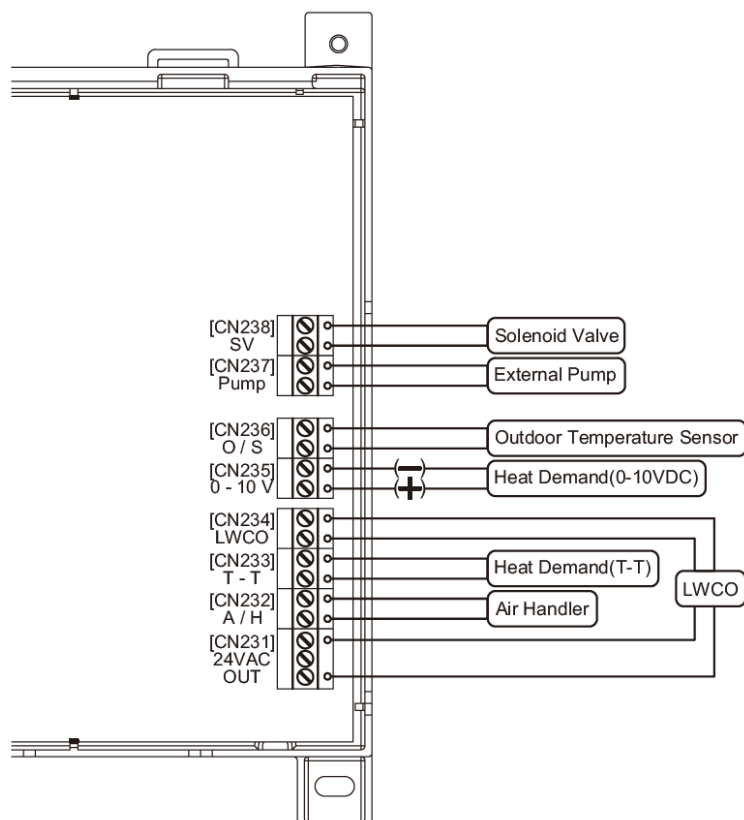 [CN238]
SV
Solenoid Valve
[CN237]
Pump
External Pump
[CN236]
O / S
Outdoor Temperature Sensor
[CN235]
0 - 10 V
(−)
(+)
Heat Demand(0-10VDC)
[CN234]
LWCO
[CN233]
T - T
Heat Demand(T-T)
LWCO
[CN232]
A / H
Air Handler
[CN231]
24VAC
OUT